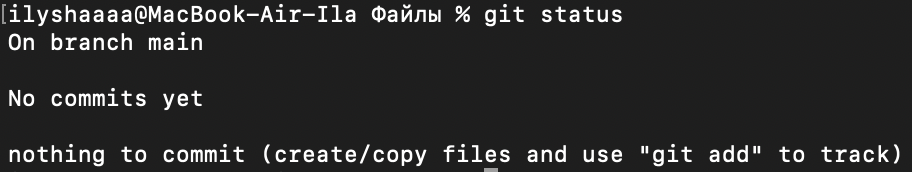 [ilyshaaaa@MacBook-Air-Ila Файлы % git status
On branch main
No commits yet
nothing to commit (create/copy files and use "git add" to track)